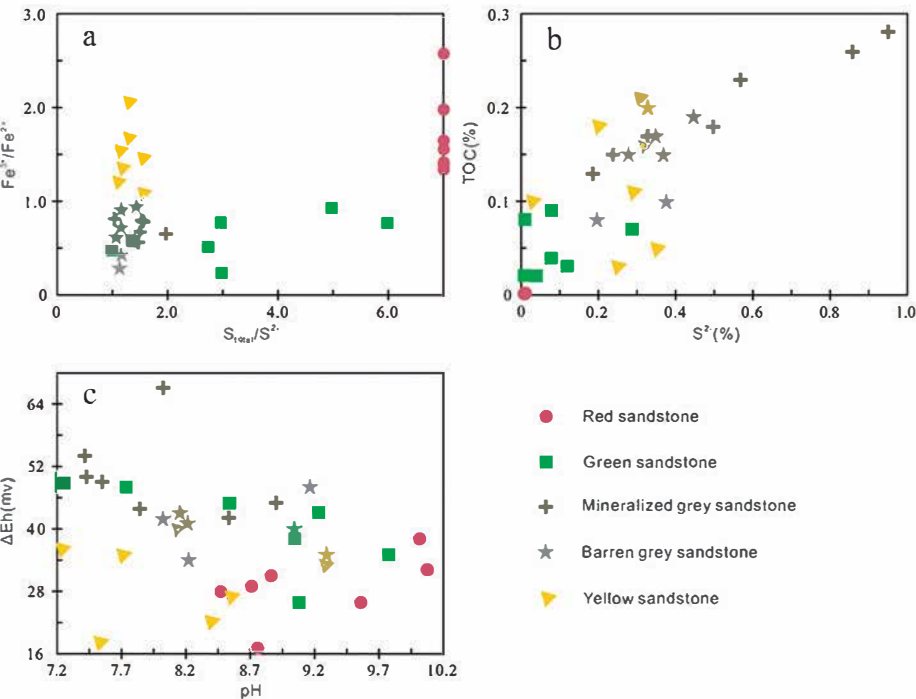 a
3.0
2.0
1.0
0
Fe³⁺/Fe²⁺
0
2.0
4.0
6.0
Stotal/S²⁻
b
0.3
0.2
0.1
0
TOC(%)
0
0.2
0.4
0.6
0.8
1.0
S²⁻(%)
c
64
52
40
28
16
ΔEh(mv)
7.2
7.7
8.2
8.7
9.2
9.7
10.2
pH
Red sandstone
Green sandstone
Mineralized grey sandstone
Barren grey sandstone
Yellow sandstone